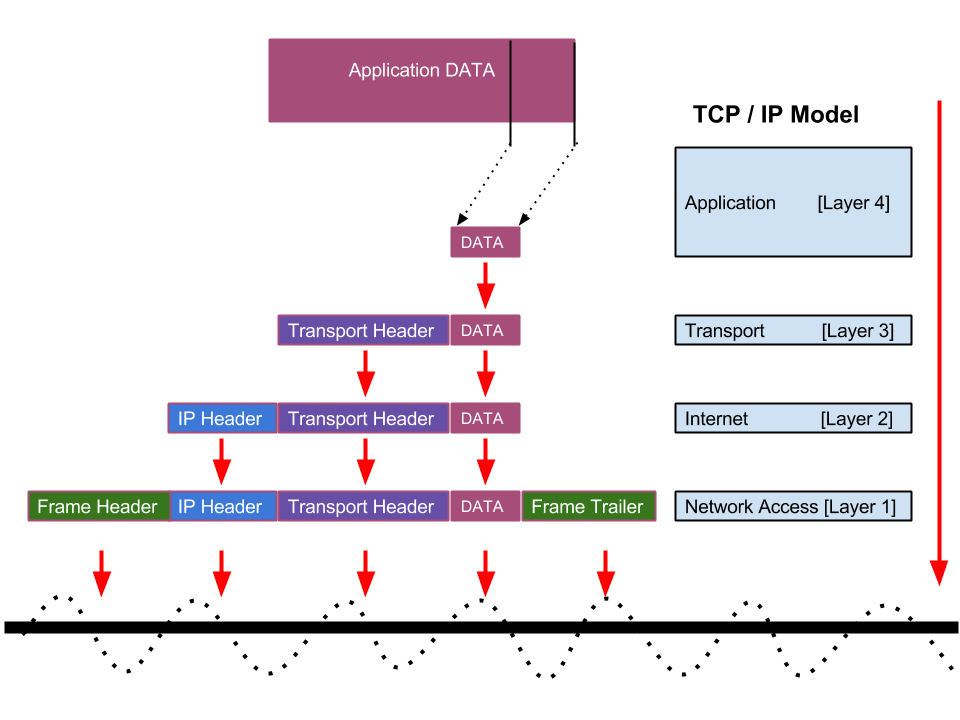 Application DATA
TCP / IP Model
Application [Layer 4]
DATA
Transport Header DATA
Transport [Layer 3]
IP Header Transport Header DATA
Internet [Layer 2]
Frame Header IP Header Transport Header DATA Frame Trailer
Network Access [Layer 1]